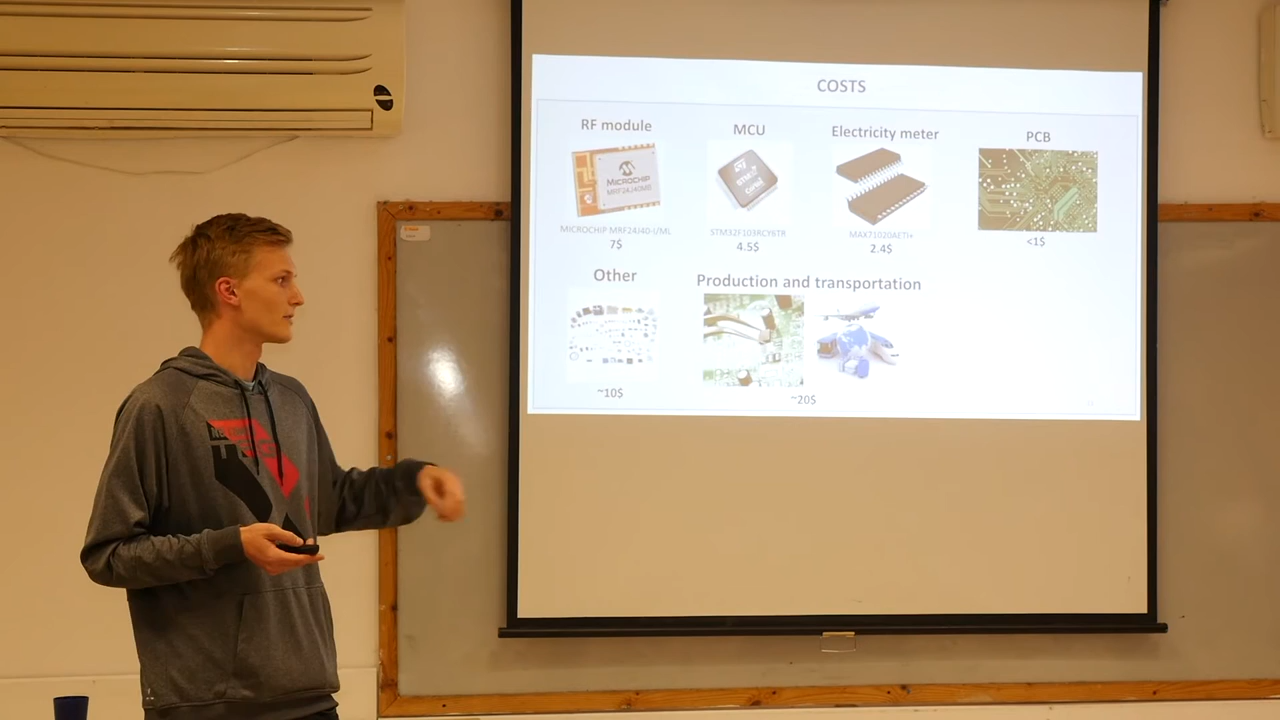 COSTS
RF module
MCU
Electricity meter
PCB
MICROCHIP
MRF24J40MB
MICROCHIP MRF24J40-I/ML
7$
STM32F103RCY6TR
4.5$
MAX71020AETI+
2.4$
<1$
Other
Production and transportation
~10$
~20$